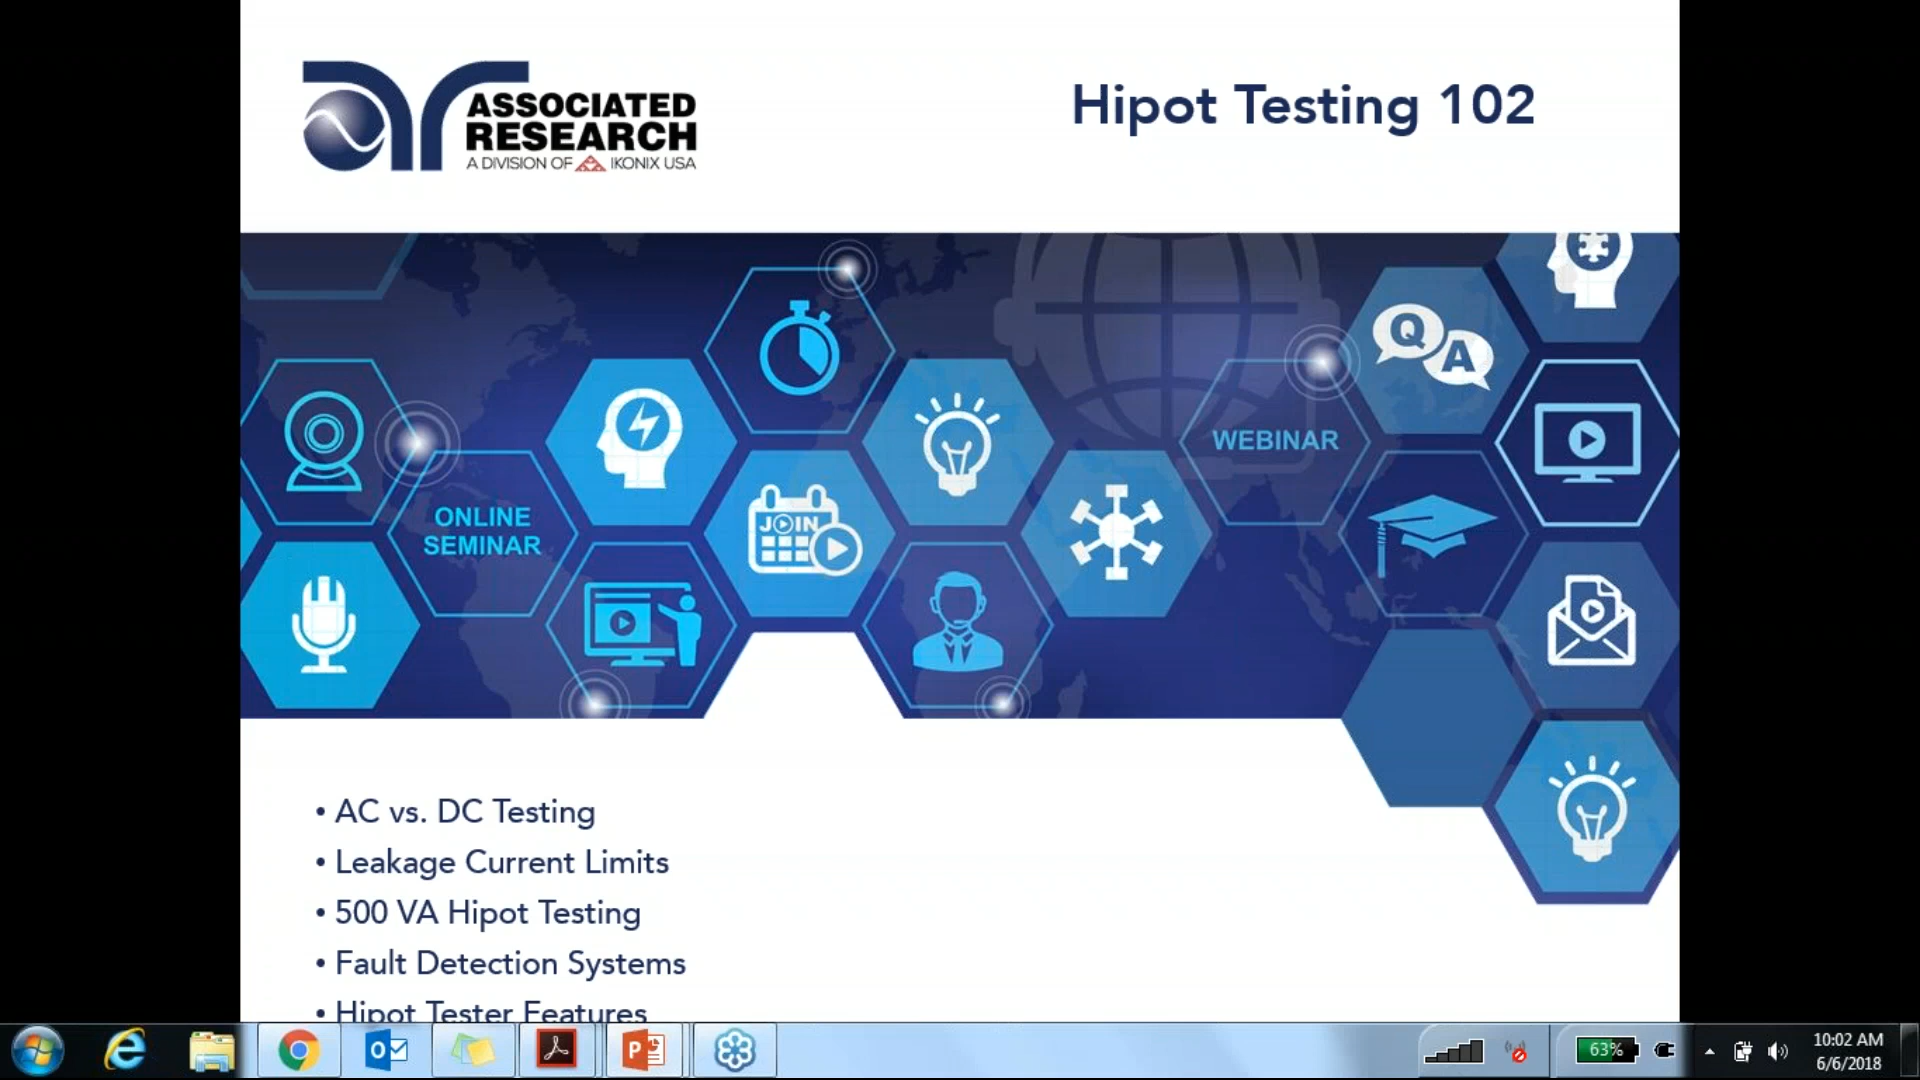 ASSOCIATED
RESEARCH
A DIVISION OF IKONIX USA
Hipot Testing 102
Q
A
WEBINAR
ONLINE
SEMINAR
JOIN
• AC vs. DC Testing
• Leakage Current Limits
• 500 VA Hipot Testing
• Fault Detection Systems
• Hipot Tester Features
63%
10:02 AM
6/6/2018